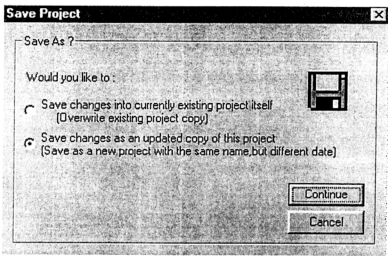 Save Project
Save As ?
Would you like to :
Save changes into currently existing project itself
(Overwrite existing project copy)
Save changes as an updated copy of this project
(Save as a new project with the same name,but different date)
Continue
Cancel